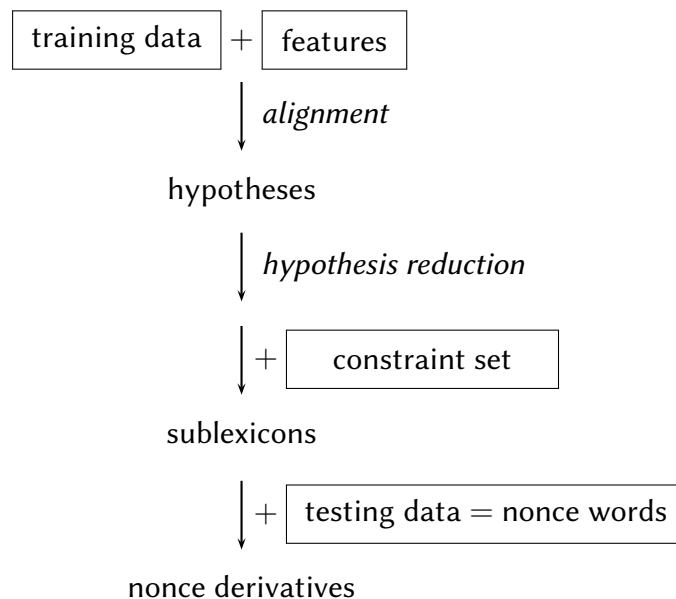 training data + features
alignment
hypotheses
hypothesis reduction
+ constraint set
sublexicons
+ testing data = nonce words
nonce derivatives